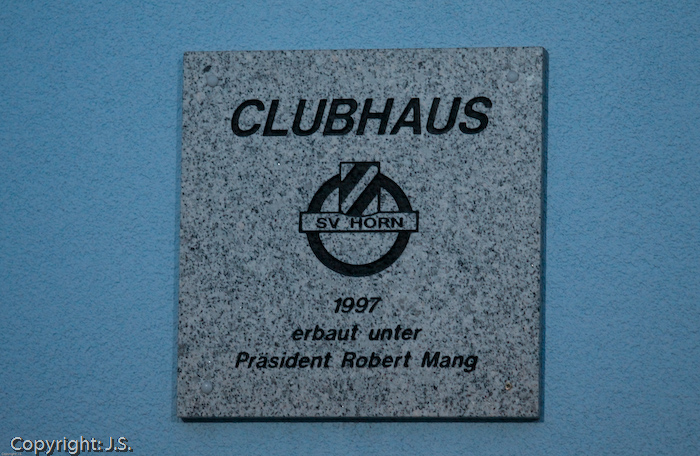 CLUBHAUS
SV HORN
1997
erbaut unter
Präsident Robert Mang
Copyright: J.S.